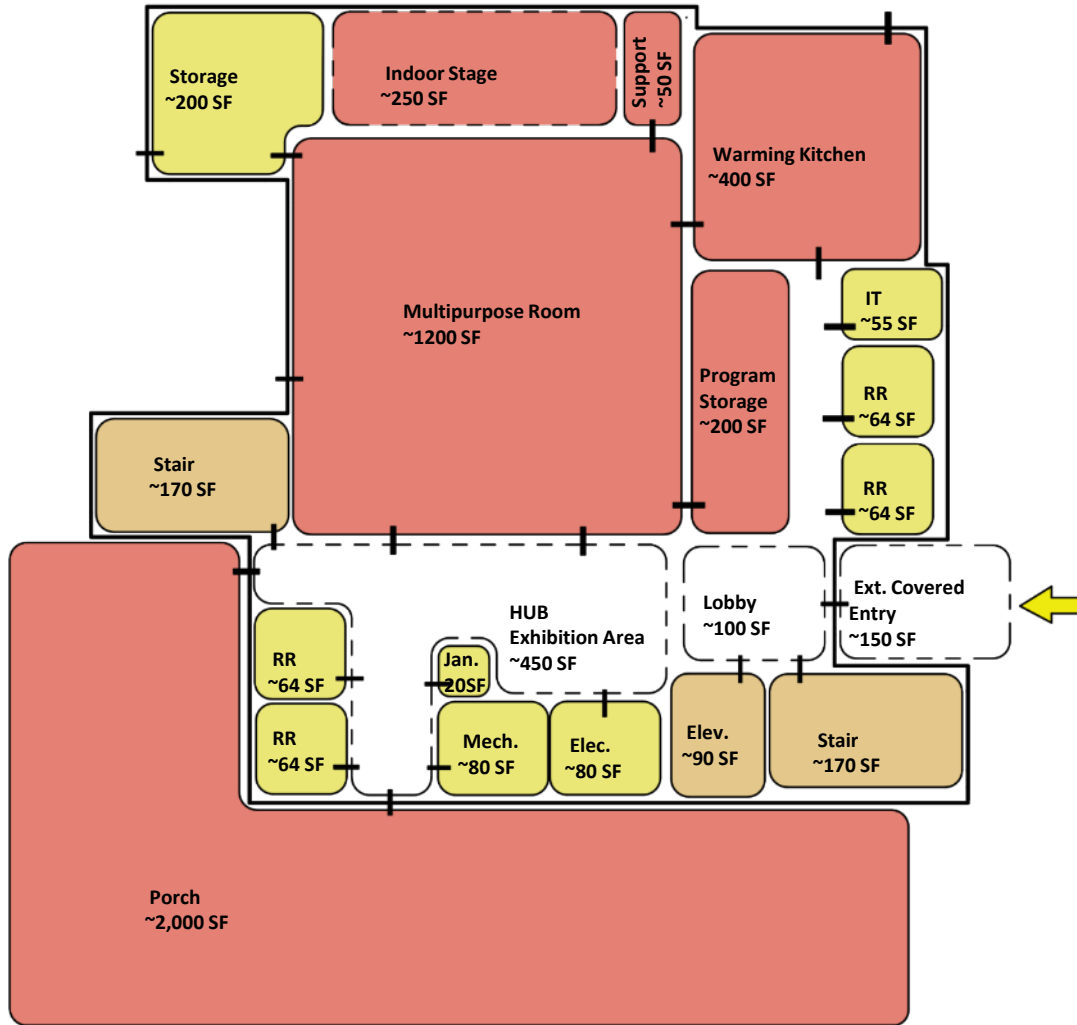 Storage
~200 SF
Indoor Stage
~250 SF
Support
~50 SF
Warming Kitchen
~400 SF
Multipurpose Room
~1200 SF
IT
~55 SF
Program
Storage
~200 SF
RR
~64 SF
RR
~64 SF
Stair
~170 SF
HUB
Exhibition Area
~450 SF
Lobby
~100 SF
Ext. Covered
Entry
~150 SF
RR
~64 SF
Jan.
20SF
RR
~64 SF
Mech.
~80 SF
Elec.
~80 SF
Elev.
~90 SF
Stair
~170 SF
Porch
~2,000 SF